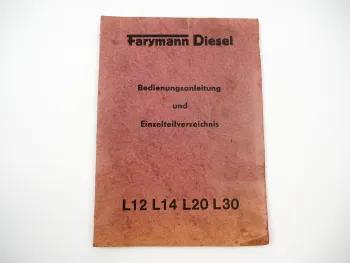 Farymann Diesel
Bedienungsanleitung
und
Einzelteilverzeichnis
L12 L14 L20 L30